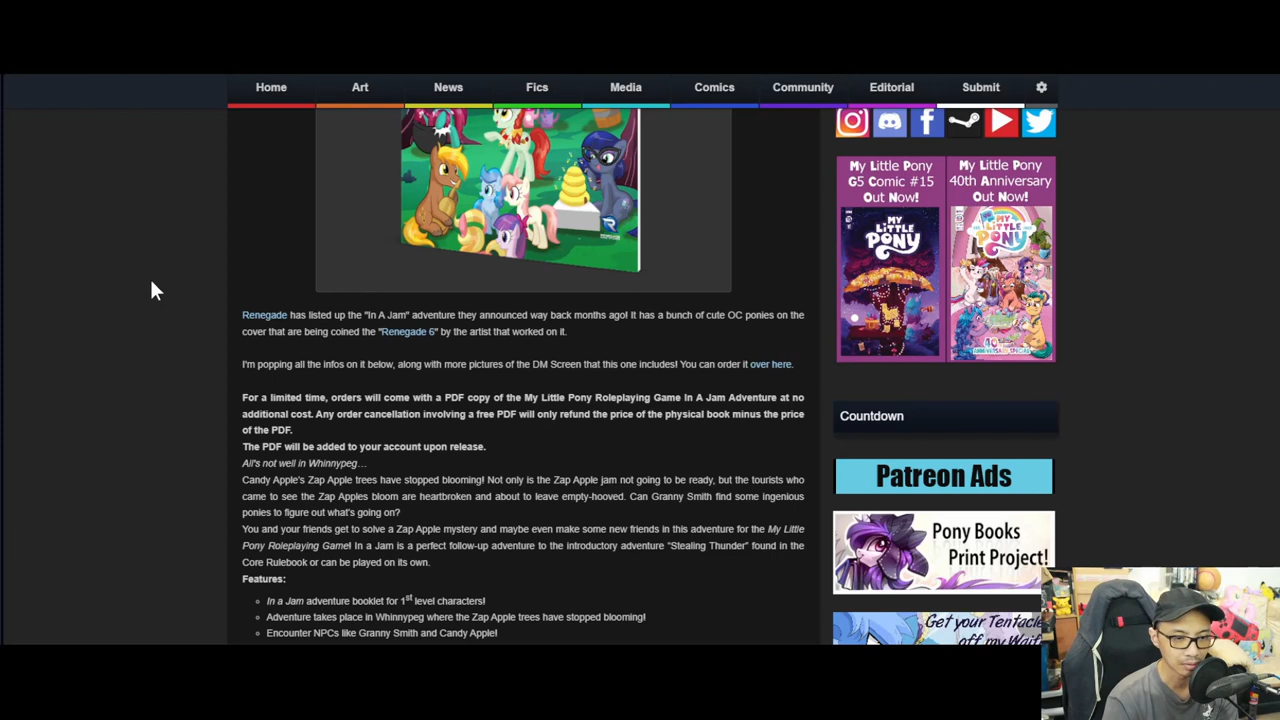 Home Art News Fics Media Comics Community Editorial Submit
My Little Pony G5 Comic #15 Out Now!
My Little Pony 40th Anniversary Out Now!
MY LITTLE PONY
MY LITTLE PONY
Renegade has listed up the "In A Jam" adventure they announced way back months ago! It has a bunch of cute OC ponies on the
cover that are being coined the "Renegade 6" by the artist that worked on it.
I'm popping all the infos on it below, along with more pictures of the DM Screen that this one includes! You can order it over here.
For a limited time, orders will come with a PDF copy of the My Little Pony Roleplaying Game In A Jam Adventure at no
additional cost. Any order cancellation involving a free PDF will only refund the price of the physical book minus the price
of the PDF.
The PDF will be added to your account upon release.
All's not well in Whinnypeg…
Candy Apple's Zap Apple trees have stopped blooming! Not only is the Zap Apple jam not going to be ready, but the tourists who
came to see the Zap Apples bloom are heartbroken and about to leave empty-hooved. Can Granny Smith find some ingenious
ponies to figure out what's going on?
You and your friends get to solve a Zap Apple mystery and maybe even make some new friends in this adventure for the My Little
Pony Roleplaying Game! In a Jam is a perfect follow-up adventure to the introductory adventure "Stealing Thunder" found in the
Core Rulebook or can be played on its own.
Features:
In a Jam adventure booklet for 1st level characters!
Adventure takes place in Whinnypeg where the Zap Apple trees have stopped blooming!
Encounter NPCs like Granny Smith and Candy Apple!
Countdown
Patreon Ads
Pony Books
Print Project!
Get your Tentacle
off my Waif